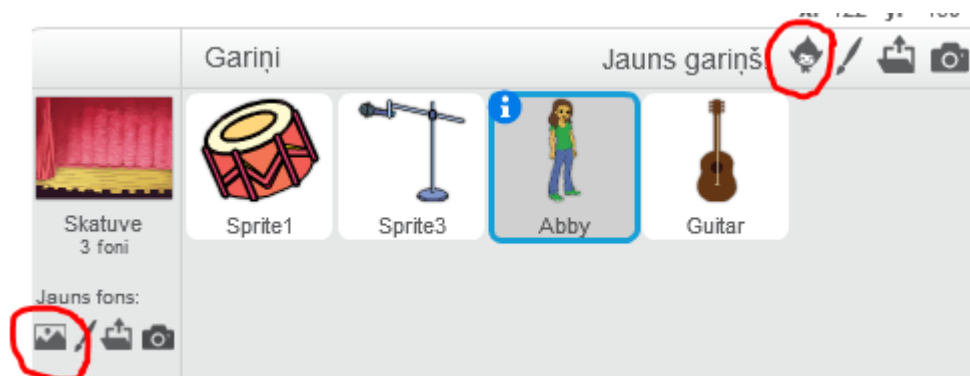 Gariņi
Jauns gariņš:
Sprite1
Sprite3
Abby
Guitar
Skatuve
3 foni
Jauns fons: